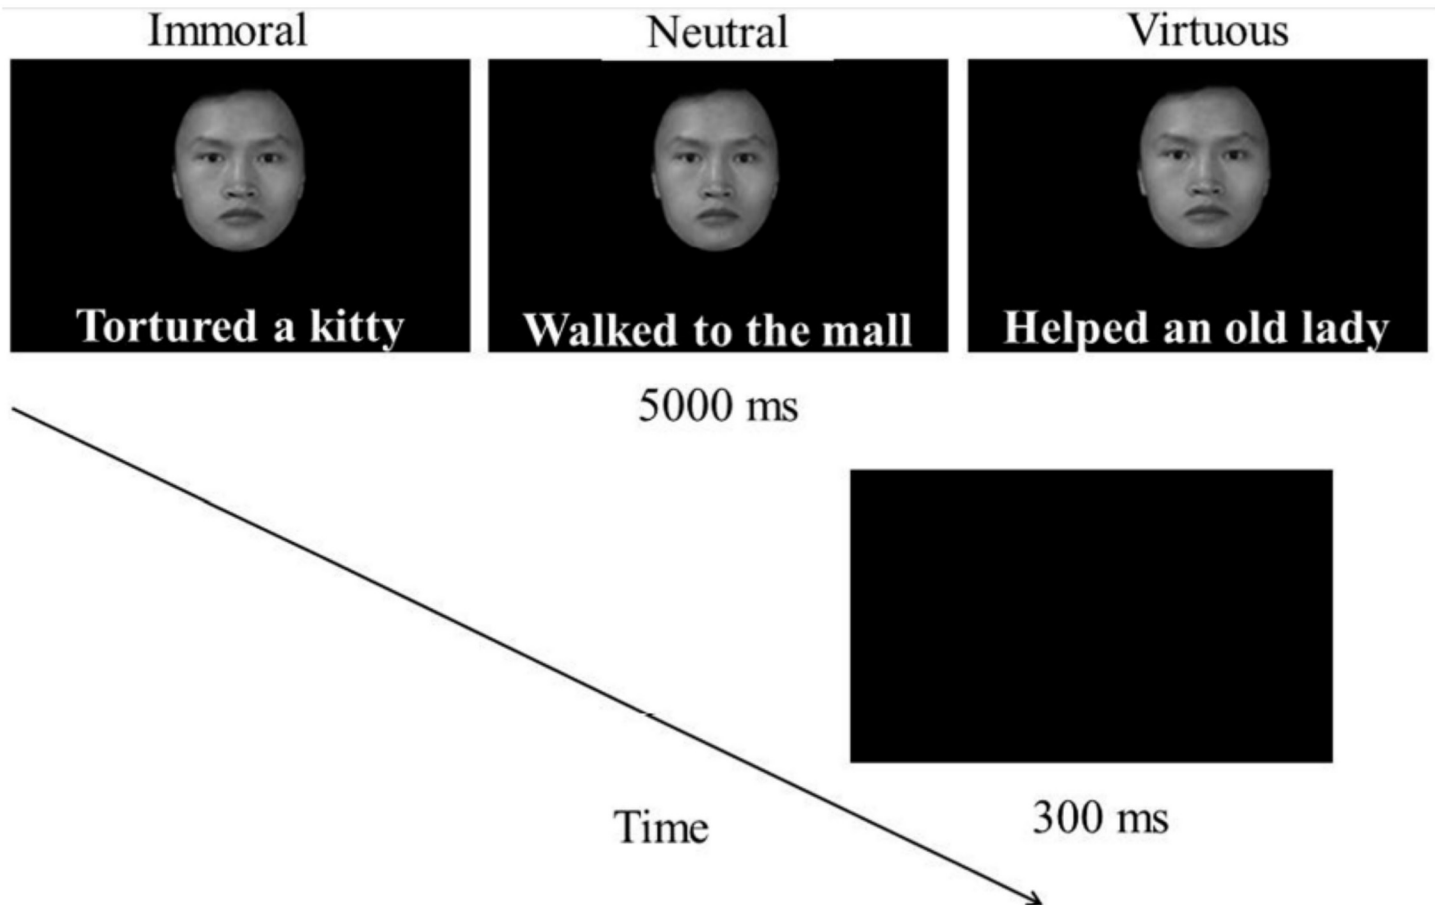 Immoral
Neutral
Virtuous
Tortured a kitty
Walked to the mall
Helped an old lady
5000 ms
Time
300 ms